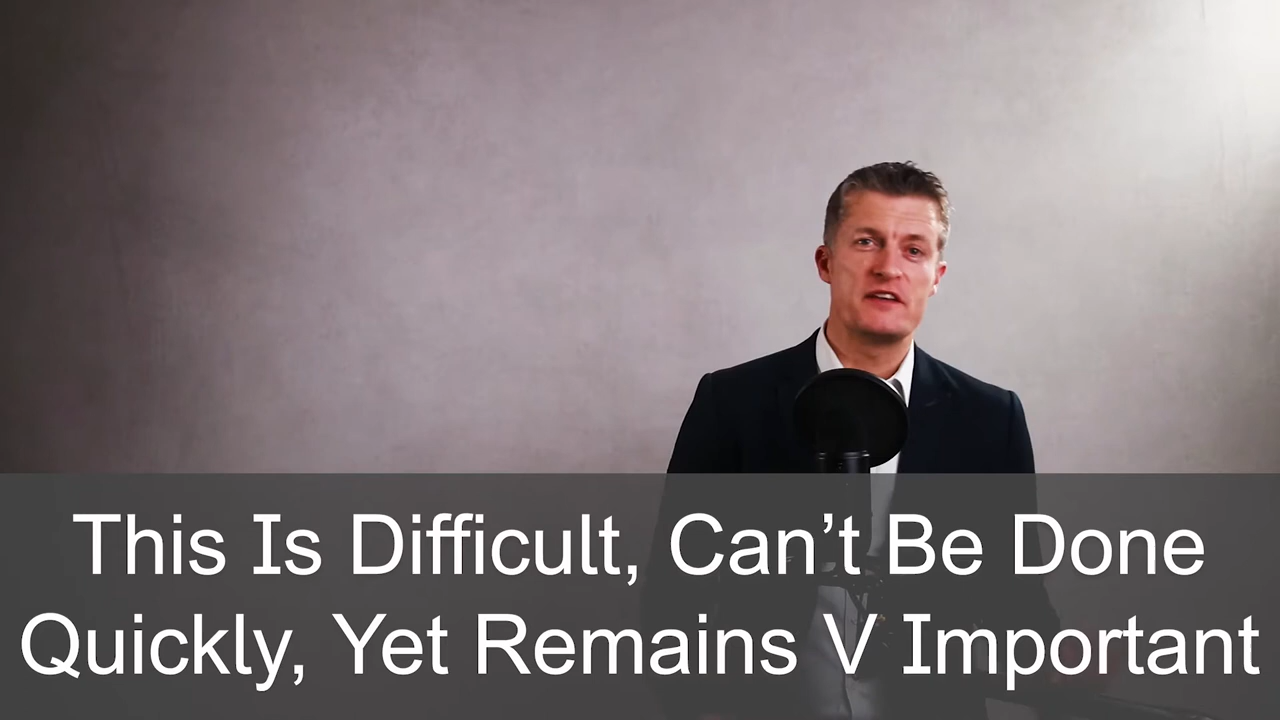 This Is Difficult, Can’t Be Done
Quickly, Yet Remains V Important